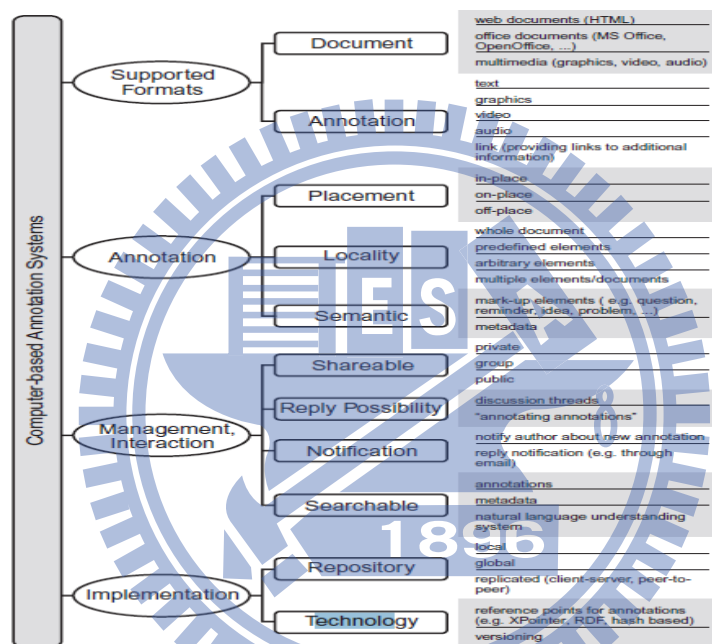 Computer-based Annotation Systems
Supported
Formats
Document
web documents (HTML)
office documents (MS Office,
OpenOffice, ...)
multimedia (graphics, video, audio)
Annotation
text
graphics
video
audio
link (providing links to additional
information)
Annotation
Placement
in-place
on-place
off-place
Locality
whole document
predefined elements
arbitrary elements
multiple elements/documents
Semantic
mark-up elements ( e.g. question,
reminder, idea, problem, ...)
metadata
Management,
Interaction
Shareable
private
group
public
Reply Possibility
discussion threads
"annotating annotations"
Notification
notify author about new annotation
reply notification (e.g. through
email)
Searchable
annotations
metadata
natural language understanding
system
Implementation
Repository
local
global
replicated (client-server, peer-to-
peer)
Technology
reference points for annotations
(e.g. XPointer, RDF, hash based)
versioning
ES
1896